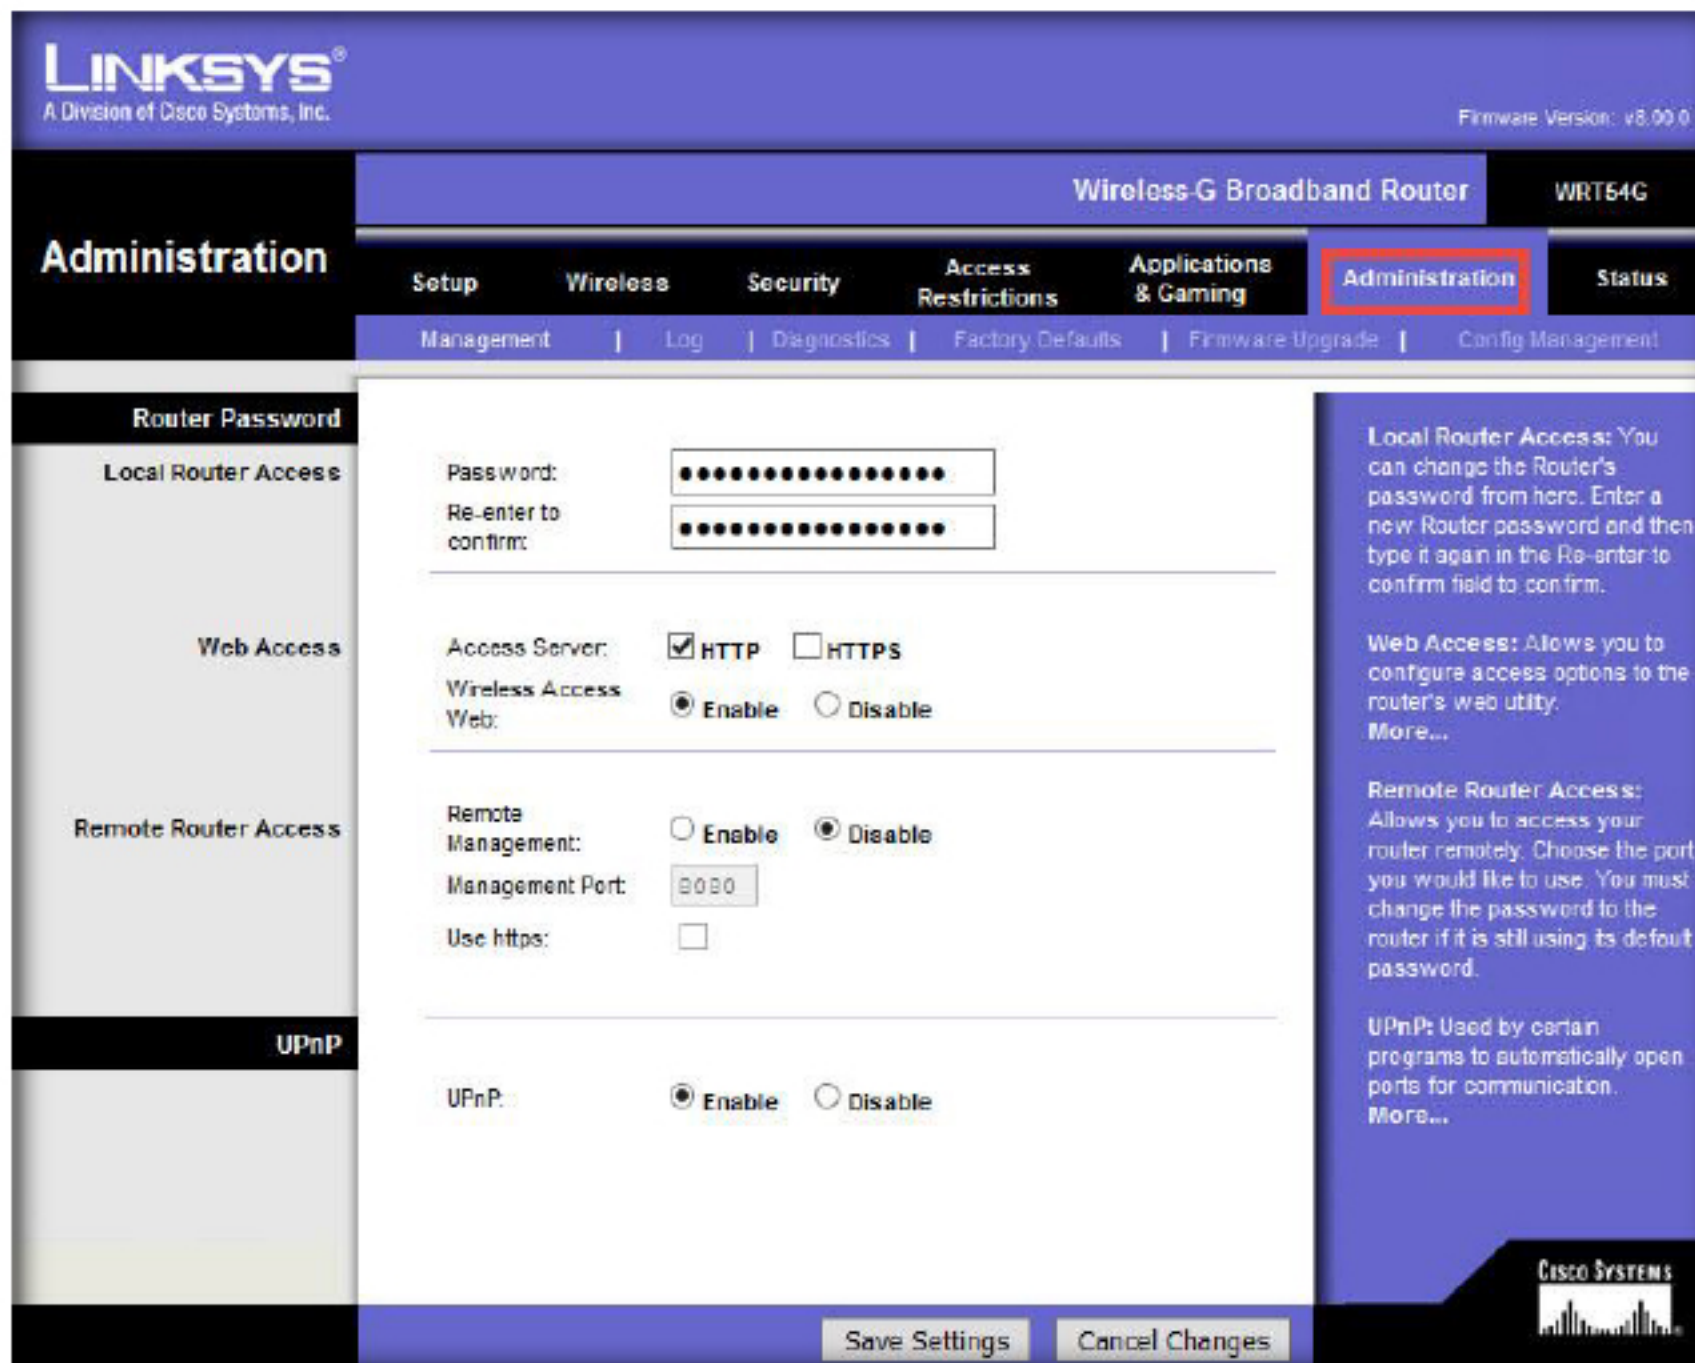 LINKSYS®
A Division of Cisco Systems, Inc.
Firmware Version: v8.00.0
Wireless-G Broadband Router
WRT54G
Administration
Setup
Wireless
Security
Access
Restrictions
Applications
& Gaming
Administration
Status
Management | Log | Diagnostics | Factory Defaults | Firmware Upgrade | Config Management
Router Password
Local Router Access
Password:
Re-enter to
confirm:
Web Access
Access Server: HTTP HTTPS
Wireless Access
Web:
Enable Disable
Remote Router Access
Remote
Management:
Enable Disable
Management Port: 8080
Use https:
UPnP
UPnP: Enable Disable
Local Router Access: You
can change the Router's
password from here. Enter a
new Router password and then
type it again in the Re-enter to
confirm field to confirm.
Web Access: Allows you to
configure access options to the
router's web utility.
More...
Remote Router Access:
Allows you to access your
router remotely. Choose the port
you would like to use. You must
change the password to the
router if it is still using its default
password.
UPnP: Used by certain
programs to automatically open
ports for communication.
More...
Save Settings
Cancel Changes
CISCO SYSTEMS